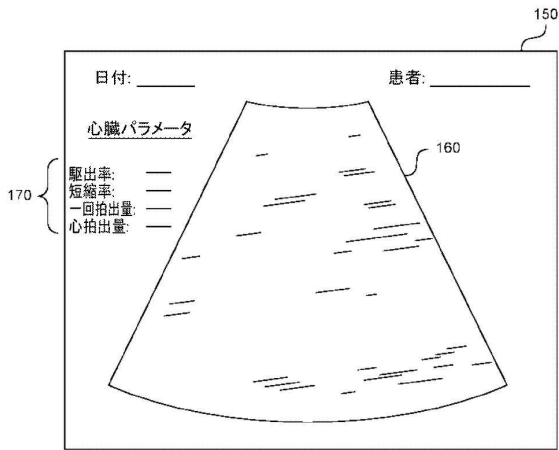 150
日付:
患者:
心臓パラメータ
160
170
駆出率:
短縮率:
一回拍出量:
心拍出量: